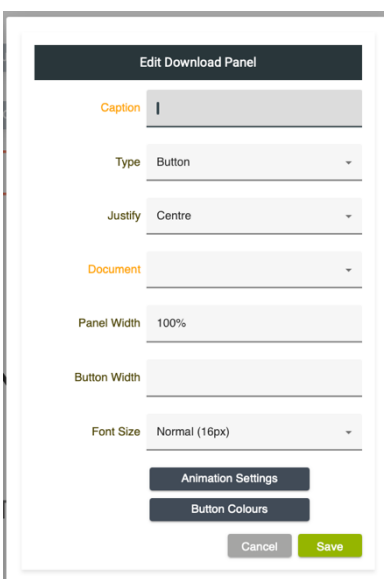 Edit Download Panel
Caption
Type Button
Justify Centre
Document
Panel Width 100%
Button Width
Font Size Normal (16px)
Animation Settings
Button Colours
Cancel Save